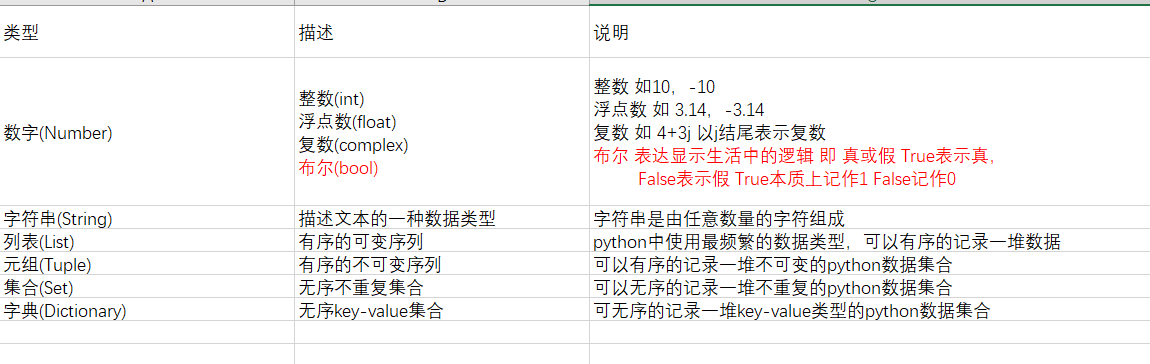 类型 描述 说明
数字(Number)
整数(int)
浮点数(float)
复数(complex)
布尔(bool)
整数 如10，-10
浮点数 如 3.14，-3.14
复数 如 4+3j 以j结尾表示复数
布尔 表达显示生活中的逻辑 即 真或假 True表示真，
False表示假 True本质上记作1 False记作0
字符串(String) 描述文本的一种数据类型 字符串是由任意数量的字符组成
列表(List) 有序的可变序列 python中使用最频繁的数据类型，可以有序的记录一堆数据
元组(Tuple) 有序的不可变序列 可以有序的记录一堆不可变的python数据集合
集合(Set) 无序不重复集合 可以无序的记录一堆不重复的python数据集合
字典(Dictionary) 无序key-value集合 可无序的记录一堆key-value类型的python数据集合